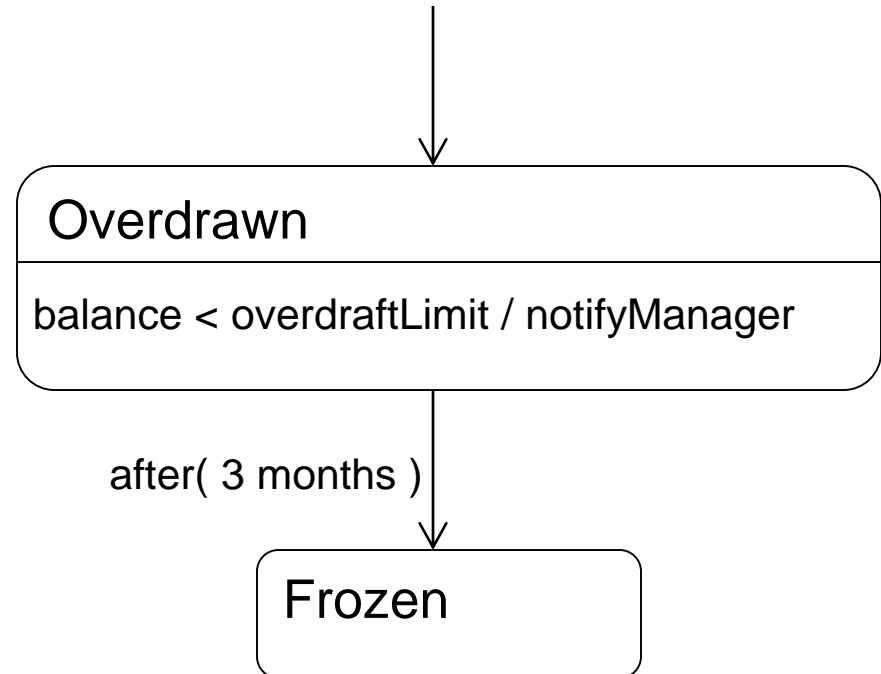 Overdrawn
balance < overdraftLimit / notifyManager
after( 3 months )
Frozen